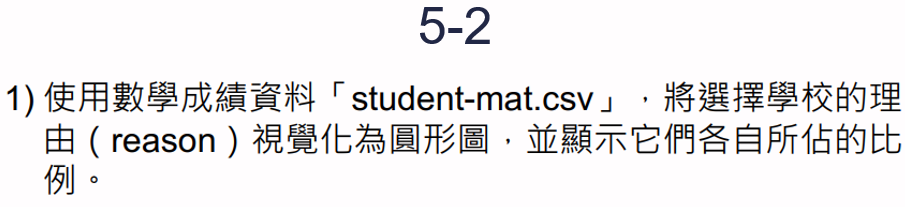 5-2
1) 使用數學成績資料「student-mat.csv」，將選擇學校的理
由（reason）視覺化為圓形圖，並顯示它們各自所佔的比
例。